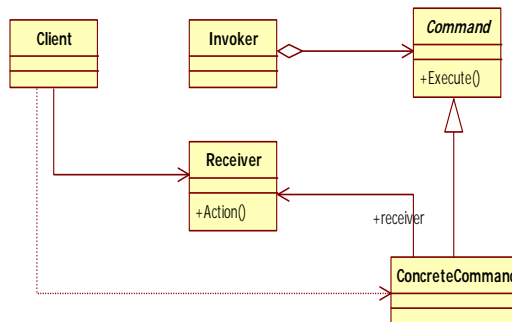 Client
Invoker
Command
+Execute()
Receiver
+Action()
+receiver
ConcreteCommand